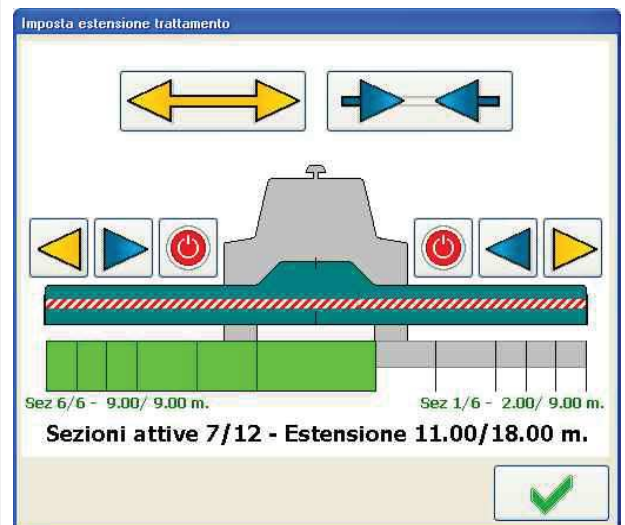 Imposta estensione trattamento
Sez 6/6 - 9.00/ 9.00 m.
Sez 1/6 - 2.00/ 9.00 m.
Sezioni attive 7/12 - Estensione 11.00/18.00 m.